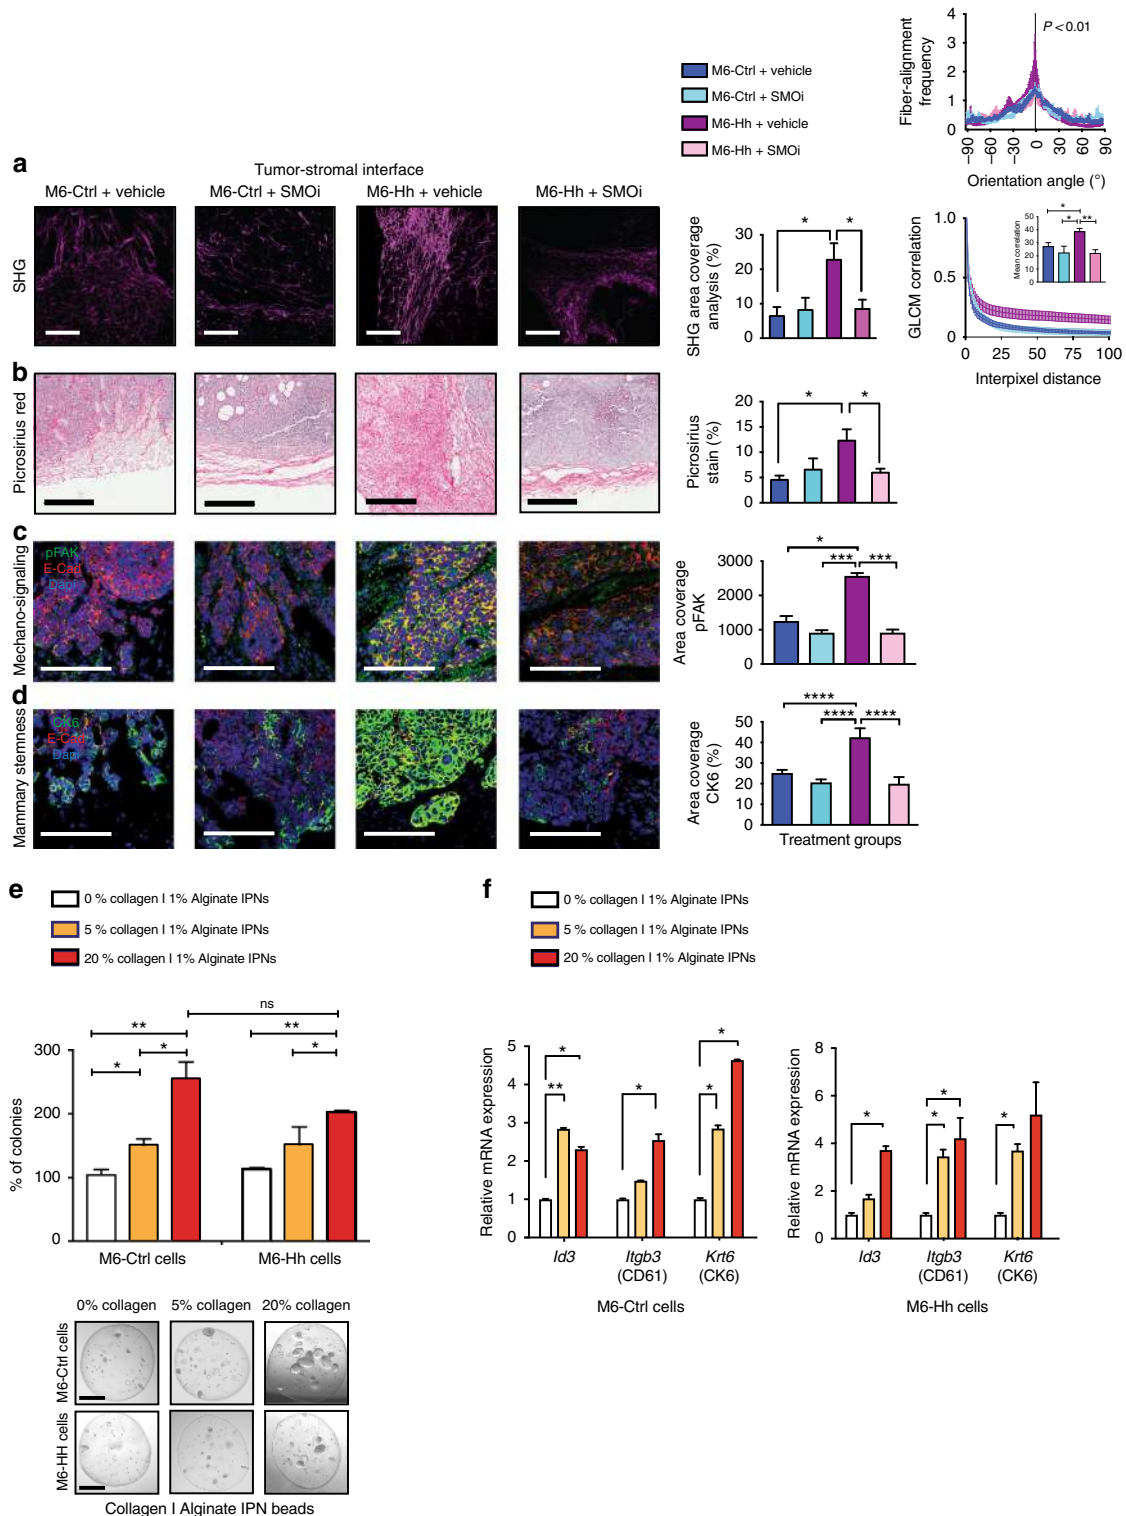 M6-Ctrl + vehicle
M6-Ctrl + SMOi
M6-Hh + vehicle
M6-Hh + SMOi
Fiber-alignment
frequency
4
3
2
1
0
P < 0.01
–90
–60
–30
0
30
60
90
Orientation angle (°)
a
Tumor-stromal interface
M6-Ctrl + vehicle
M6-Ctrl + SMOi
M6-Hh + vehicle
M6-Hh + SMOi
SHG
SHG area coverage
analysis (%)
30
20
10
0
*
*
GLCM correlation
1.0
0.5
0
Mean correlation
50
40
30
20
10
0
*
*
**
0
25
50
75
100
Interpixel distance
b
Picrosirius red
Picrosirius
stain (%)
20
15
10
5
0
*
*
c
Mechano-signaling
pFAK
E-Cad
Dapi
Area coverage
pFAK
3000
2000
1000
0
*
***
***
d
Mammary stemness
CK6
E-Cad
Dapi
Area coverage
CK6 (%)
50
40
30
20
10
0
****
****
****
Treatment groups
e
0 % collagen I 1% Alginate IPNs
5 % collagen I 1% Alginate IPNs
20 % collagen I 1% Alginate IPNs
% of colonies
300
200
100
0
ns
**
*
*
**
*
M6-Ctrl cells
M6-Hh cells
0% collagen
5% collagen
20% collagen
M6-Ctrl cells
M6-HH cells
Collagen I Alginate IPN beads
f
0 % collagen I 1% Alginate IPNs
5 % collagen I 1% Alginate IPNs
20 % collagen I 1% Alginate IPNs
Relative mRNA expression
5
4
3
2
1
0
*
**
*
*
*
Id3
Itgb3
(CD61)
Krt6
(CK6)
M6-Ctrl cells
Relative mRNA expression
8
6
4
2
0
*
*
*
*
Id3
Itgb3
(CD61)
Krt6
(CK6)
M6-Hh cells